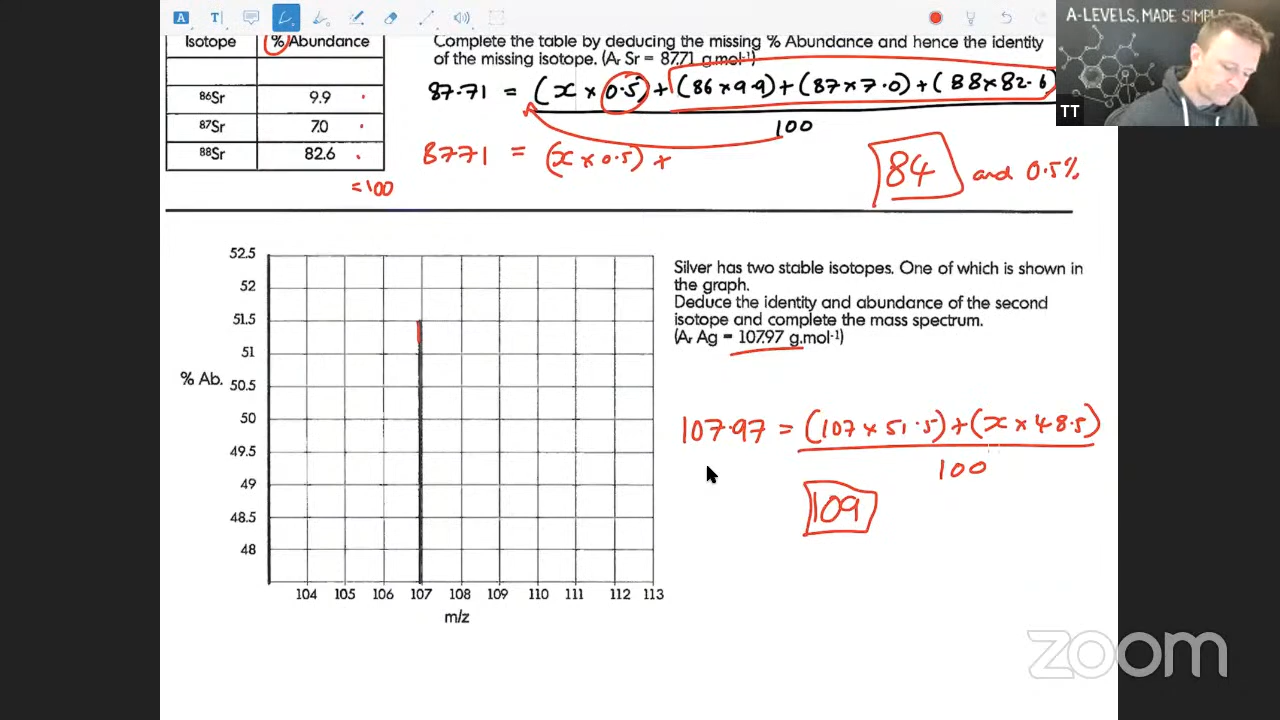 A-LEVELS, MADE SIMPLE
TT
Isotope % Abundance
86Sr 9.9
87Sr 7.0
88Sr 82.6
=100
Complete the table by deducing the missing % Abundance and hence the identity
of the missing isotope. (Ar Sr = 87.71 g.mol-1)
87.71 = (x × 0.5) + (86 × 9.9) + (87 × 7.0) + (88 × 82.6)
100
8771 = (x × 0.5) +
84 and 0.5%
52.5
52
51.5
51
% Ab. 50.5
50
49.5
49
48.5
48
104 105 106 107 108 109 110 111 112 113
m/z
Silver has two stable isotopes. One of which is shown in
the graph.
Deduce the identity and abundance of the second
isotope and complete the mass spectrum.
(Ar Ag = 107.97 g.mol-1)
107.97 = (107 × 51.5) + (x × 48.5)
100
109
zoom